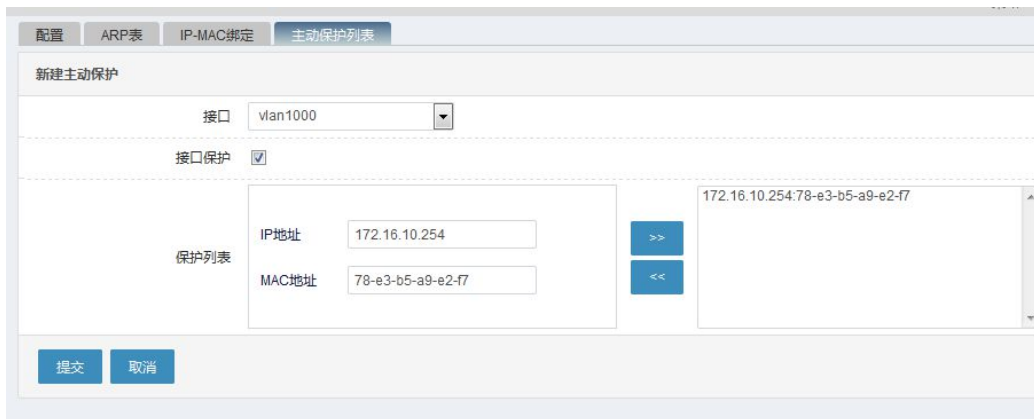 配置 ARP表 IP-MAC绑定 主动保护列表
新建主动保护
接口 vlan1000
接口保护
172.16.10.254:78-e3-b5-a9-e2-f7
IP地址 172.16.10.254 >>
保护列表
MAC地址 78-e3-b5-a9-e2-f7 <<
提交 取消